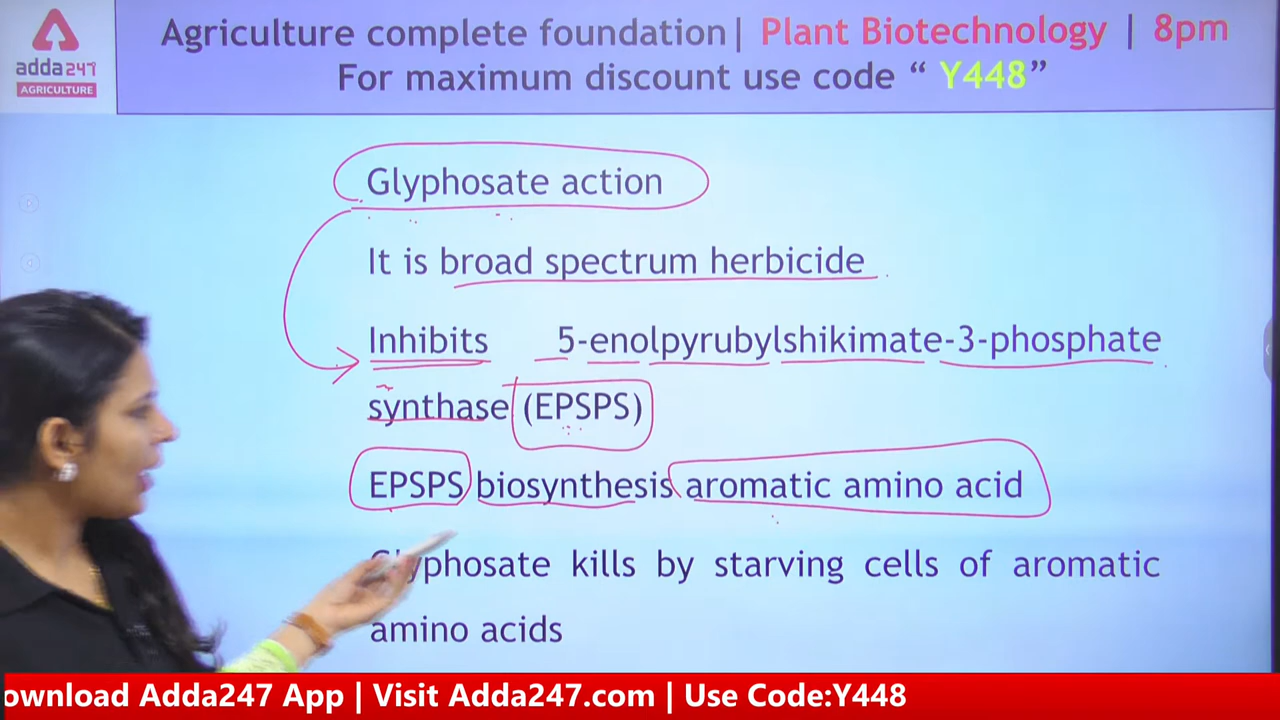 adda247
AGRICULTURE
Agriculture complete foundation| Plant Biotechnology | 8pm
For maximum discount use code “ Y448”
Glyphosate action
It is broad spectrum herbicide
Inhibits 5-enolpyrubylshikimate-3-phosphate
synthase (EPSPS)
EPSPS biosynthesis aromatic amino acid
Glyphosate kills by starving cells of aromatic
amino acids
ownload Adda247 App | Visit Adda247.com | Use Code:Y448